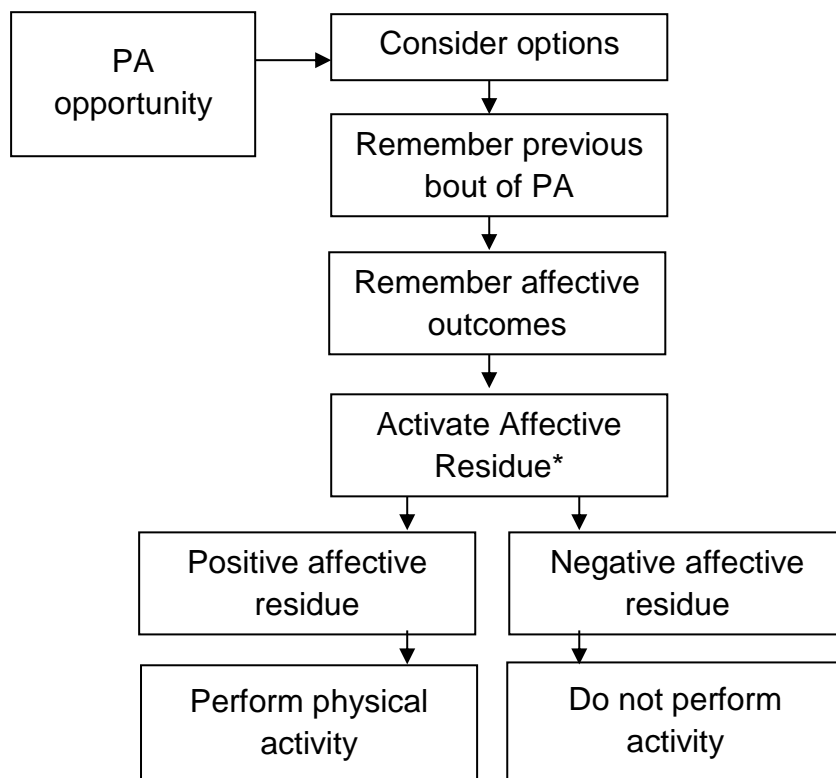 PA
opportunity
Consider options
Remember previous
bout of PA
Remember affective
outcomes
Activate Affective
Residue*
Positive affective
residue
Negative affective
residue
Perform physical
activity
Do not perform
activity